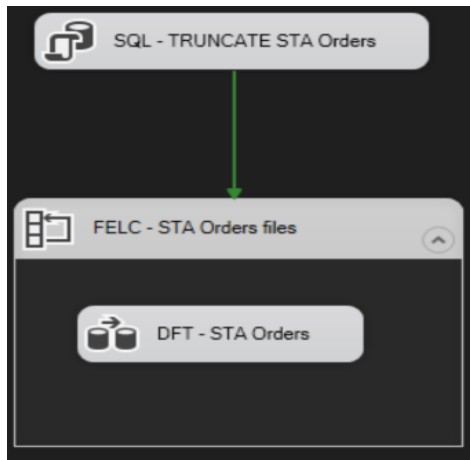 SQL - TRUNCATE STA Orders
FELC - STA Orders files
DFT - STA Orders